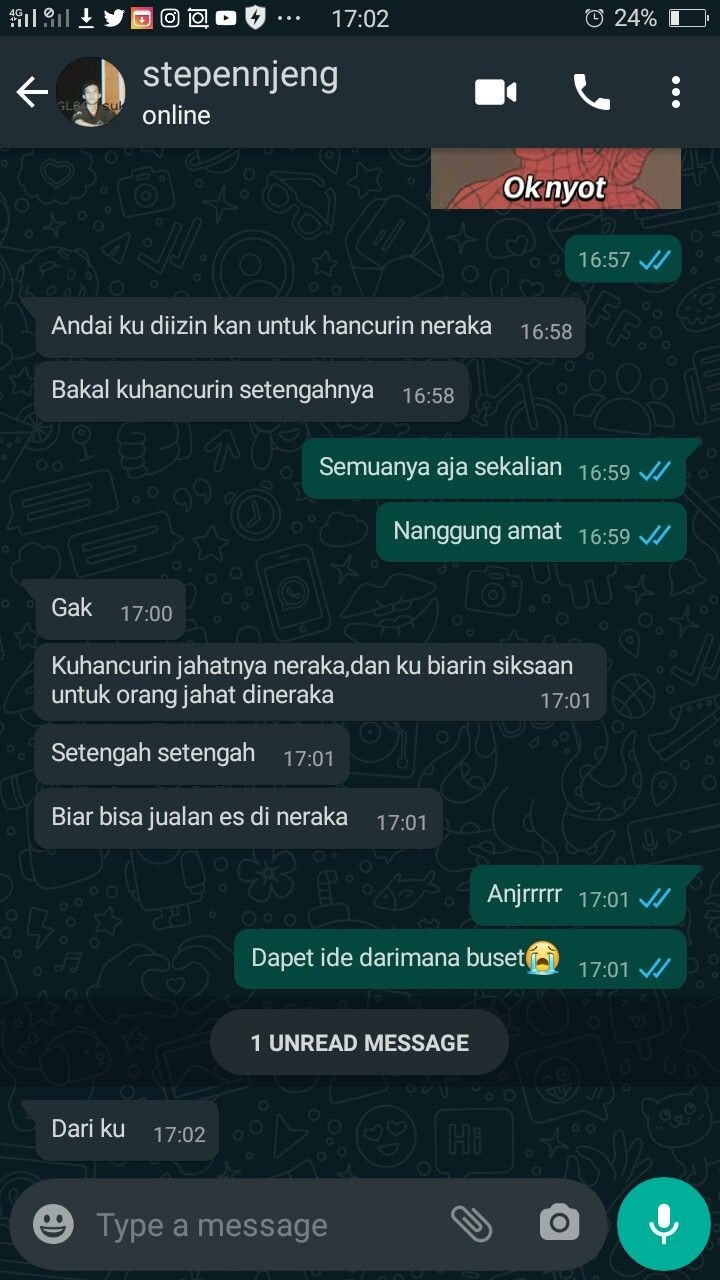 4G
17:02
24%
stepennjeng
online
Ok nyot
16:57
Andai ku diizin kan untuk hancurin neraka 16:58
Bakal kuhancurin setengahnya 16:58
Semuanya aja sekalian 16:59
Nanggung amat 16:59
Gak 17:00
Kuhancurin jahatnya neraka,dan ku biarin siksaan
untuk orang jahat dineraka 17:01
Setengah setengah 17:01
Biar bisa jualan es di neraka 17:01
Anjrrrrr 17:01
Dapet ide darimana buset😭 17:01
1 UNREAD MESSAGE
Dari ku 17:02
Type a message